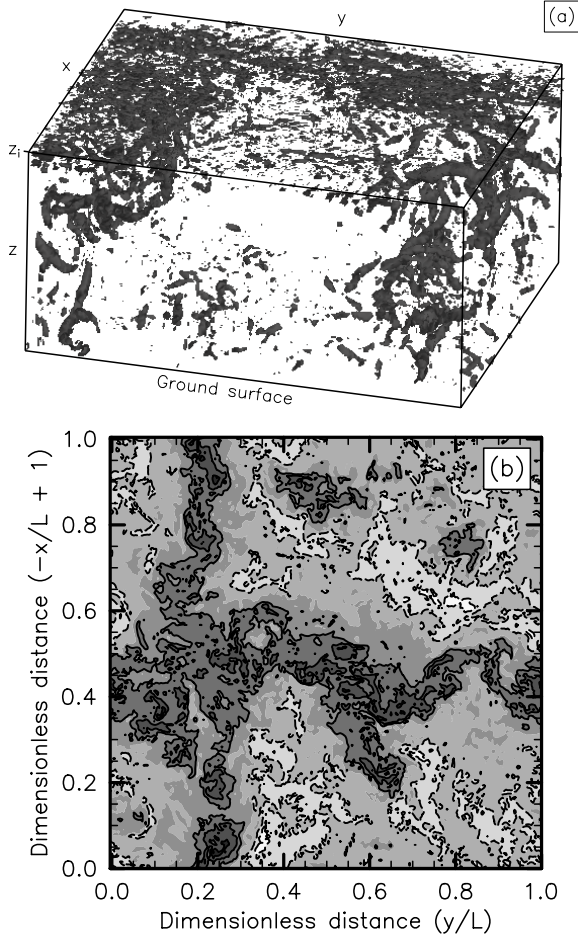 (a)
y
x
z_i
z
Ground surface
(b)
Dimensionless distance (-x/L + 1)
1.0
0.8
0.6
0.4
0.2
0.0
0.0 0.2 0.4 0.6 0.8 1.0
Dimensionless distance (y/L)